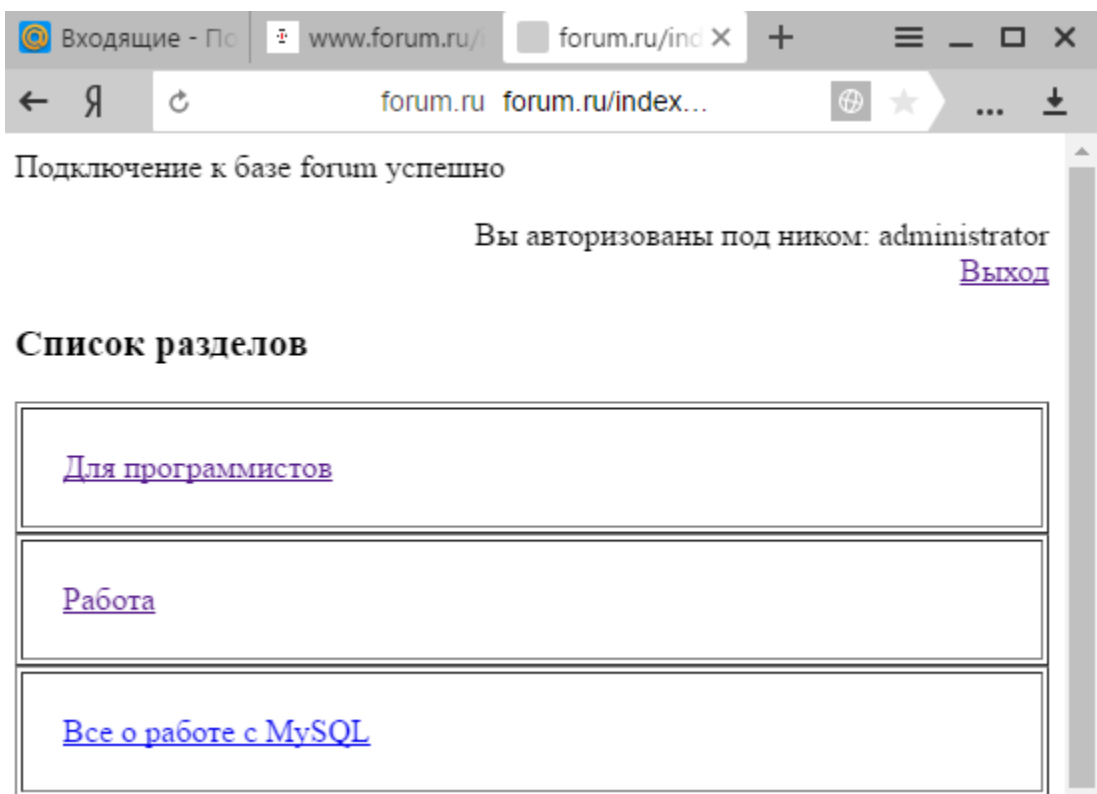 Входящие - По www.forum.ru/i forum.ru/ind
Я forum.ru forum.ru/index... ...
Подключение к базе forum успешно
Вы авторизованы под ником: administrator
Выход
Список разделов
Для программистов
Работа
Все о работе с MySQL